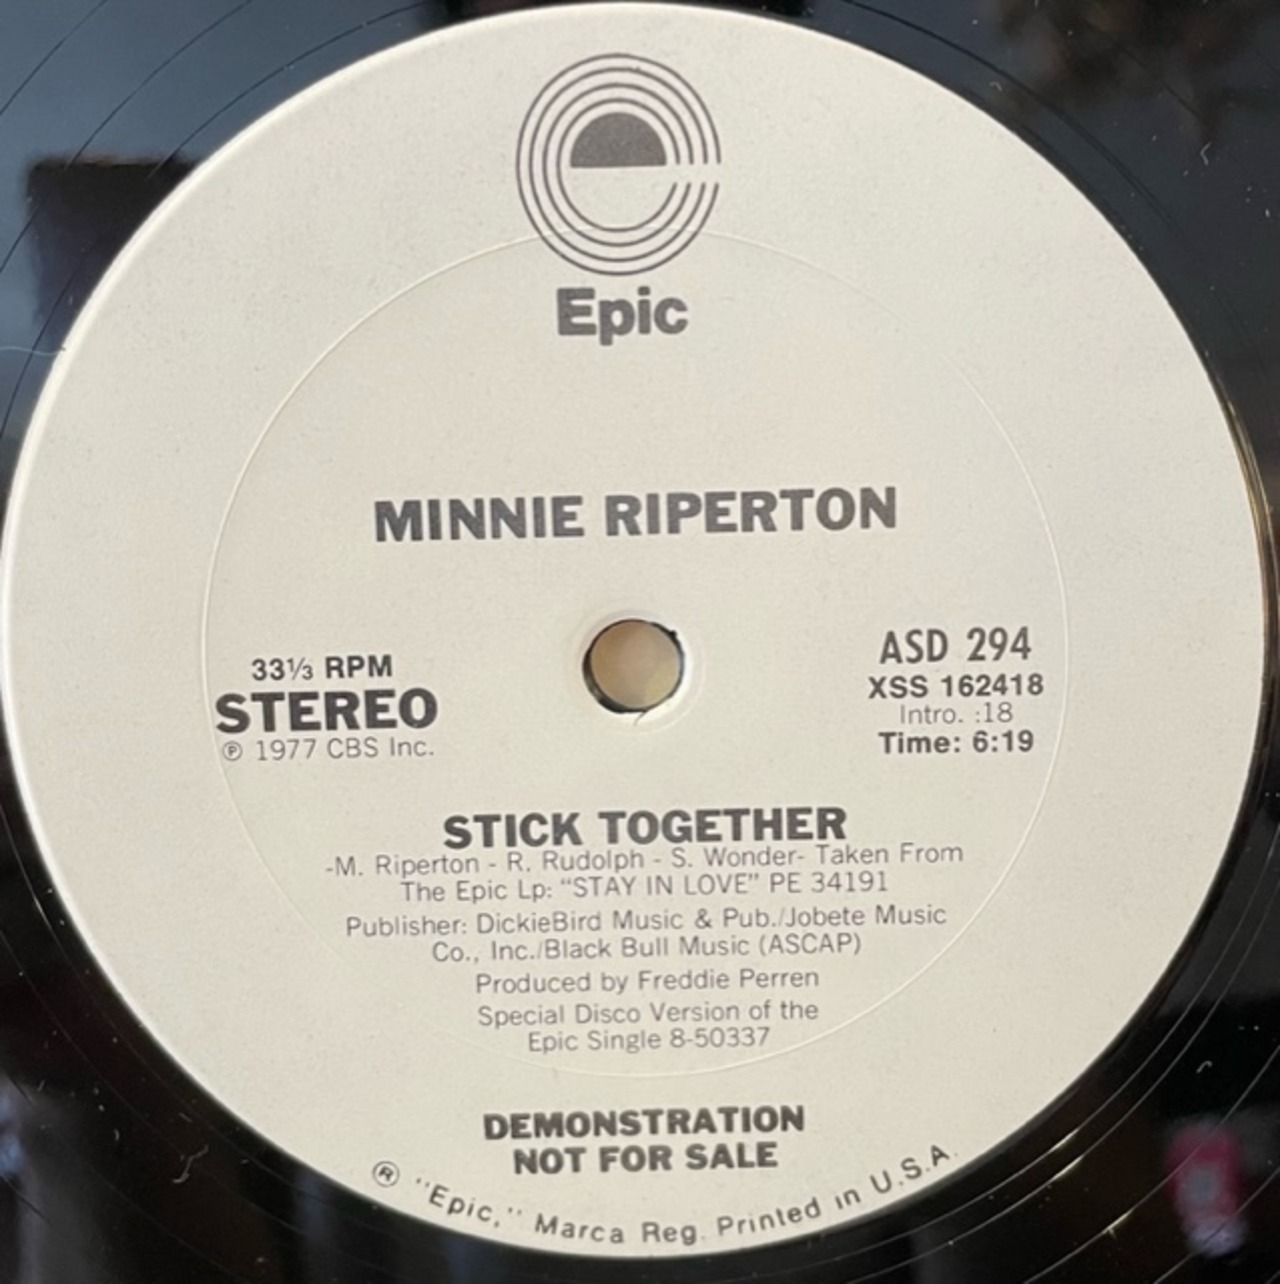 Epic
MINNIE RIPERTON
33⅓ RPM
STEREO
℗ 1977 CBS Inc.
ASD 294
XSS 162418
Intro. :18
Time: 6:19
STICK TOGETHER
-M. Riperton - R. Rudolph - S. Wonder- Taken From
The Epic Lp: “STAY IN LOVE” PE 34191
Publisher: DickieBird Music & Pub./Jobete Music
Co., Inc./Black Bull Music (ASCAP)
Produced by Freddie Perren
Special Disco Version of the
Epic Single 8-50337
DEMONSTRATION
NOT FOR SALE
® "Epic," Marca Reg. Printed in U.S.A.